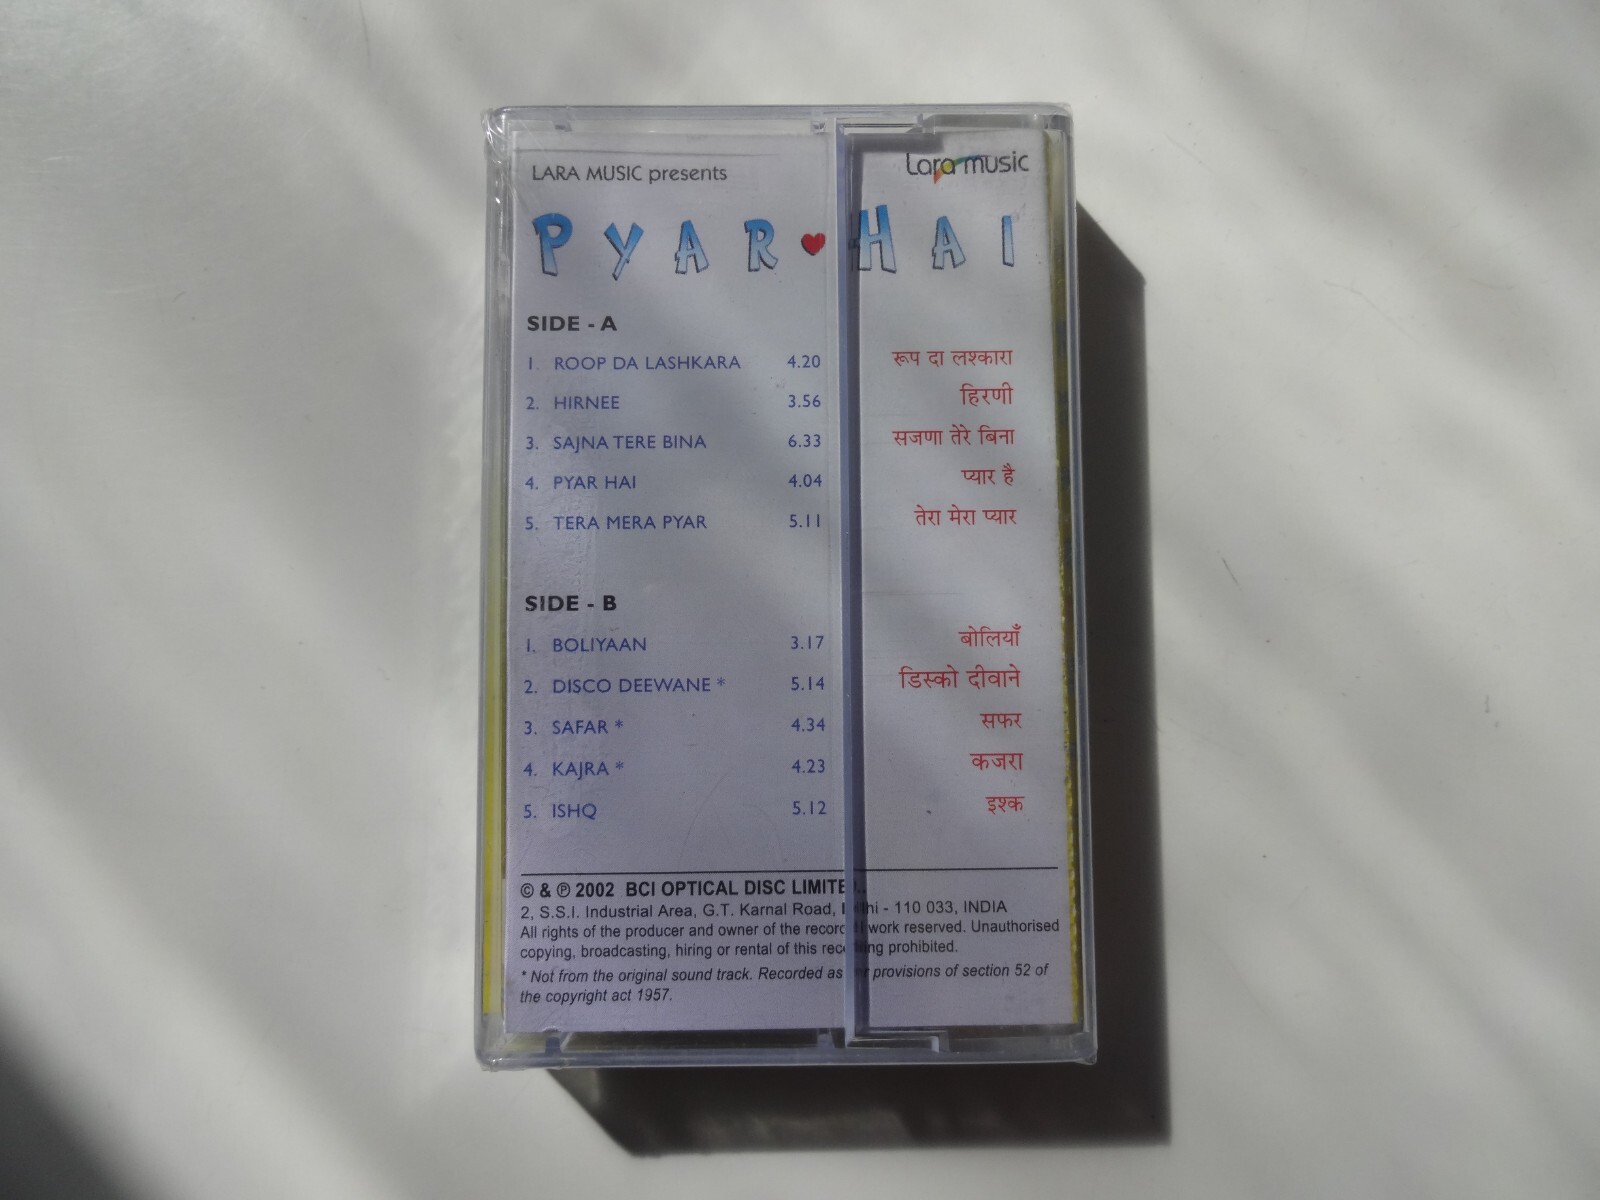 LARA MUSIC presents
Lara music
PYAR HAI
SIDE - A
1. ROOP DA LASHKARA 4.20 रूप दा लश्कारा
2. HIRNEE 3.56 हिरणी
3. SAJNA TERE BINA 6.33 सजणा तेरे बिना
4. PYAR HAI 4.04 प्यार है
5. TERA MERA PYAR 5.11 तेरा मेरा प्यार
SIDE - B
1. BOLIYAAN 3.17 बोलियाँ
2. DISCO DEEWANE * 5.14 डिस्को दीवाने
3. SAFAR * 4.34 सफर
4. KAJRA * 4.23 कजरा
5. ISHQ 5.12 इश्क
© & ℗ 2002 BCI OPTICAL DISC LIMITE
2, S.S.I. Industrial Area, G.T. Karnal Road, - 110 033, INDIA
All rights of the producer and owner of the work reserved. Unauthorised
copying, broadcasting, hiring or rental of this prohibited.
* Not from the original sound track. Recorded as provisions of section 52 of
the copyright act 1957.